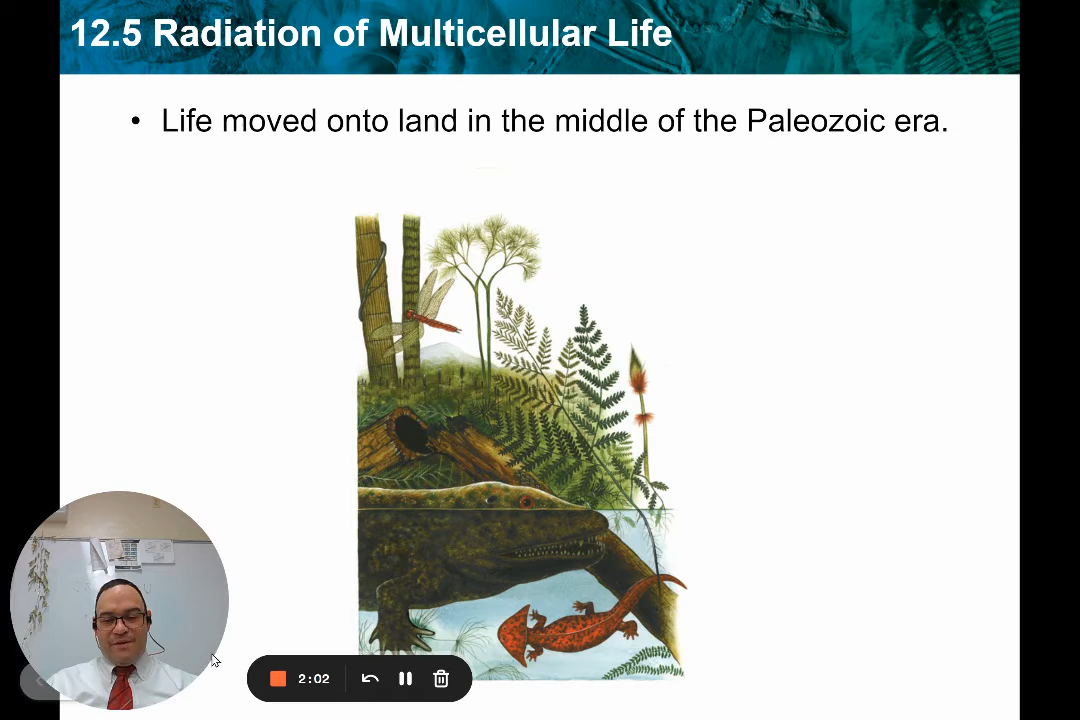 12.5 Radiation of Multicellular Life
• Life moved onto land in the middle of the Paleozoic era.
2:02